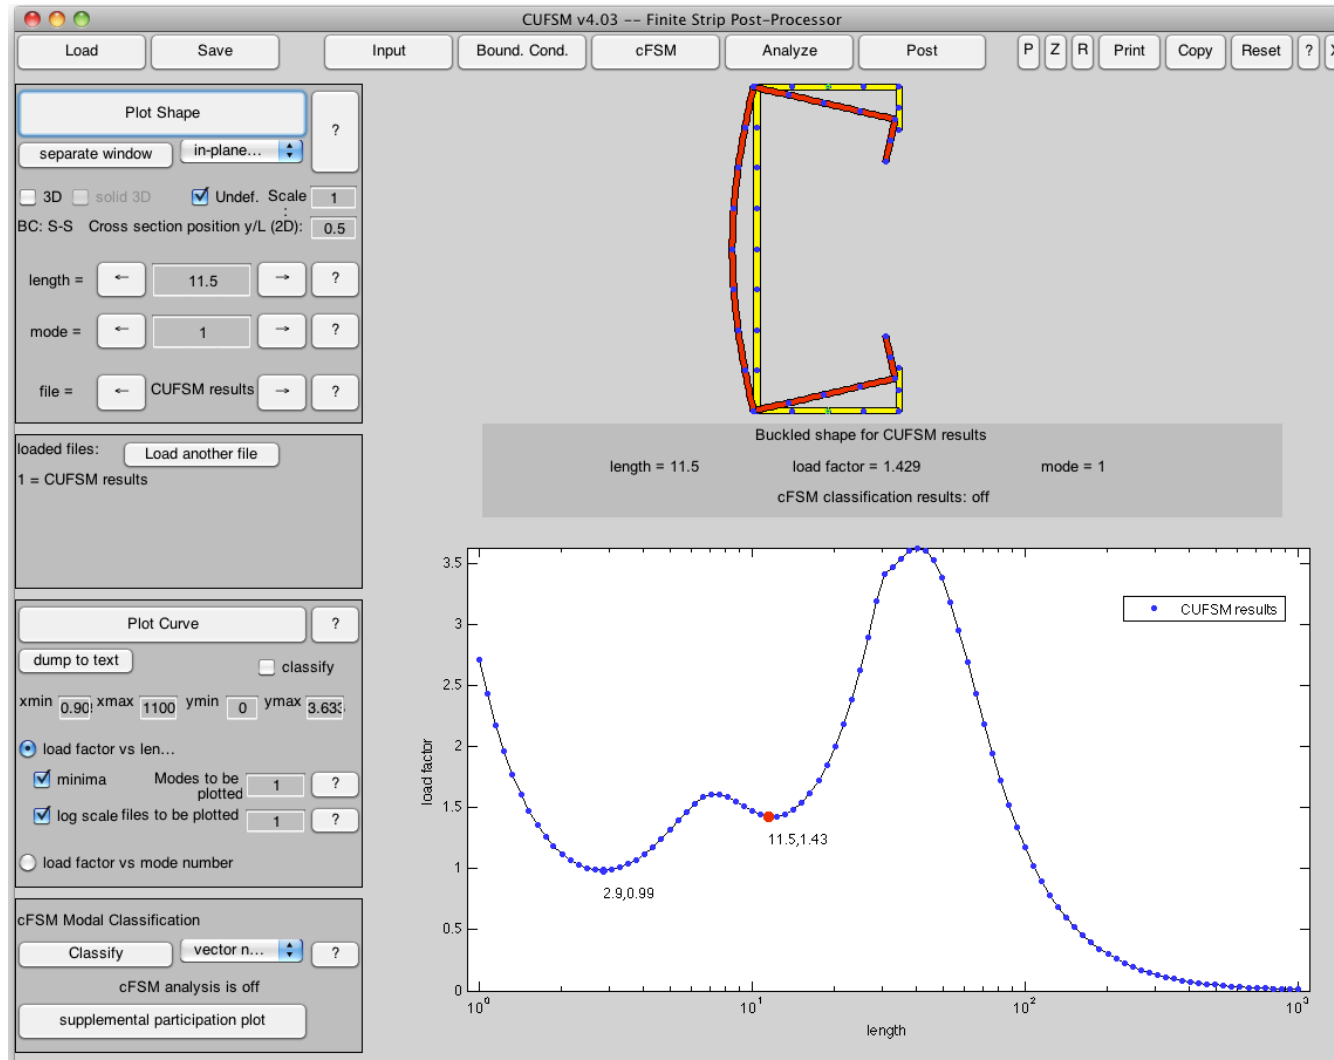 CUFSM v4.03 -- Finite Strip Post-Processor
Load Save Input Bound. Cond. cFSM Analyze Post P Z R Print Copy Reset ?
Plot Shape ?
separate window in-plane...
3D solid 3D Undef. Scale : 1
BC: S-S Cross section position y/L (2D): 0.5
length = ← 11.5 → ?
mode = ← 1 → ?
file = ← CUFSM results → ?
loaded files: Load another file
1 = CUFSM results
Plot Curve ?
dump to text classify
xmin 0.90 xmax 1100 ymin 0 ymax 3.633
load factor vs len...
minima Modes to be plotted 1 ?
log scale files to be plotted 1 ?
load factor vs mode number
cFSM Modal Classification
Classify vector n... ?
cFSM analysis is off
supplemental participation plot
Buckled shape for CUFSM results
length = 11.5 load factor = 1.429 mode = 1
cFSM classification results: off
3.5
3
2.5
2
1.5
1
0.5
0
load factor
CUFSM results
11.5,1.43
2.9,0.99
10⁰ 10¹ 10² 10³
length